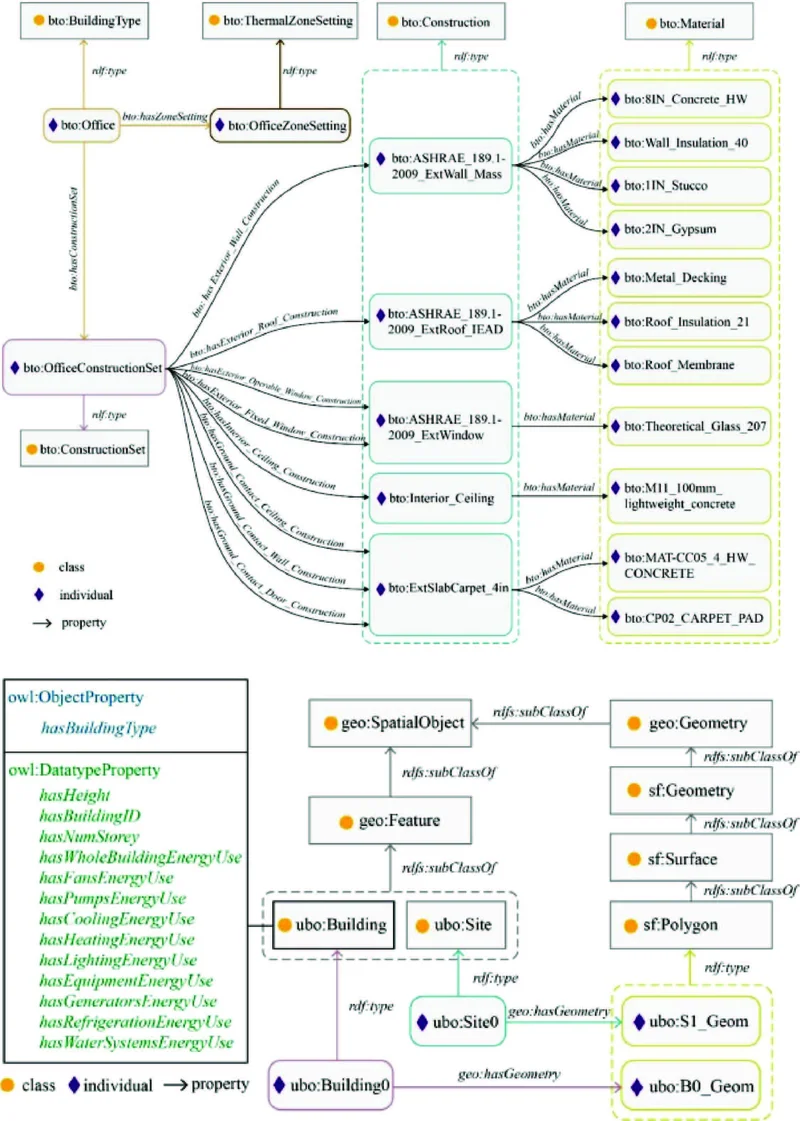 bto:BuildingType
bto:ThermalZoneSetting
bto:Construction
bto:Material
rdf:type
rdf:type
rdf:type
rdf:type
bto:Office
bto:hasZoneSetting
bto:OfficeZoneSetting
bto:hasConstructionSet
bto:OfficeConstructionSet
rdf:type
bto:ConstructionSet
bto: has Exterior_Wall_Construction
bto:hasExterior_Roof_Construction
bto:hasExterior_Operable_Window_Construction
bto:hasExterior_Fixed_Window_Construction
bto:hasInterior_Ceiling_Construction
bto:hasGround_Contact_Ceiling_Construction
bto:hasGround_Contact_Wall_Construction
bto:hasGround_Contact_Door_Construction
bto:ASHRAE_189.1-
2009_ExtWall_Mass
bto:ASHRAE_189.1-
2009_ExtRoof_IEAD
bto:ASHRAE_189.1-
2009_ExtWindow
bto:Interior_Ceiling
bto:ExtSlabCarpet_4in
bto:hasMaterial
bto:hasMaterial
bto:hasMaterial
bto:hasMaterial
bto:hasMaterial
bto:hasMaterial
bto:hasMaterial
bto:hasMaterial
bto:hasMaterial
bto:hasMaterial
bto:hasMaterial
bto:8IN_Concrete_HW
bto:Wall_Insulation_40
bto:1IN_Stucco
bto:2IN_Gypsum
bto:Metal_Decking
bto:Roof_Insulation_21
bto:Roof_Membrane
bto:Theoretical_Glass_207
bto:M11_100mm_
lightweight_concrete
bto:MAT-CC05_4_HW_
CONCRETE
bto:CP02_CARPET_PAD
class
individual
property
owl:ObjectProperty
hasBuildingType
owl:DatatypeProperty
hasHeight
hasBuildingID
hasNumStorey
hasWholeBuildingEnergyUse
hasFansEnergyUse
hasPumpsEnergyUse
hasCoolingEnergyUse
hasHeatingEnergyUse
hasLightingEnergyUse
hasEquipmentEnergyUse
hasGeneratorsEnergyUse
hasRefrigerationEnergyUse
hasWaterSystemsEnergyUse
geo:SpatialObject
rdfs:subClassOf
geo:Geometry
rdfs:subClassOf
rdfs:subClassOf
sf:Geometry
geo:Feature
rdfs:subClassOf
rdfs:subClassOf
sf:Surface
rdfs:subClassOf
ubo:Building
ubo:Site
sf:Polygon
rdf:type
rdf:type
rdf:type
ubo:Site0
geo:hasGeometry
ubo:S1_Geom
ubo:Building0
geo:hasGeometry
ubo:B0_Geom
class
individual
property